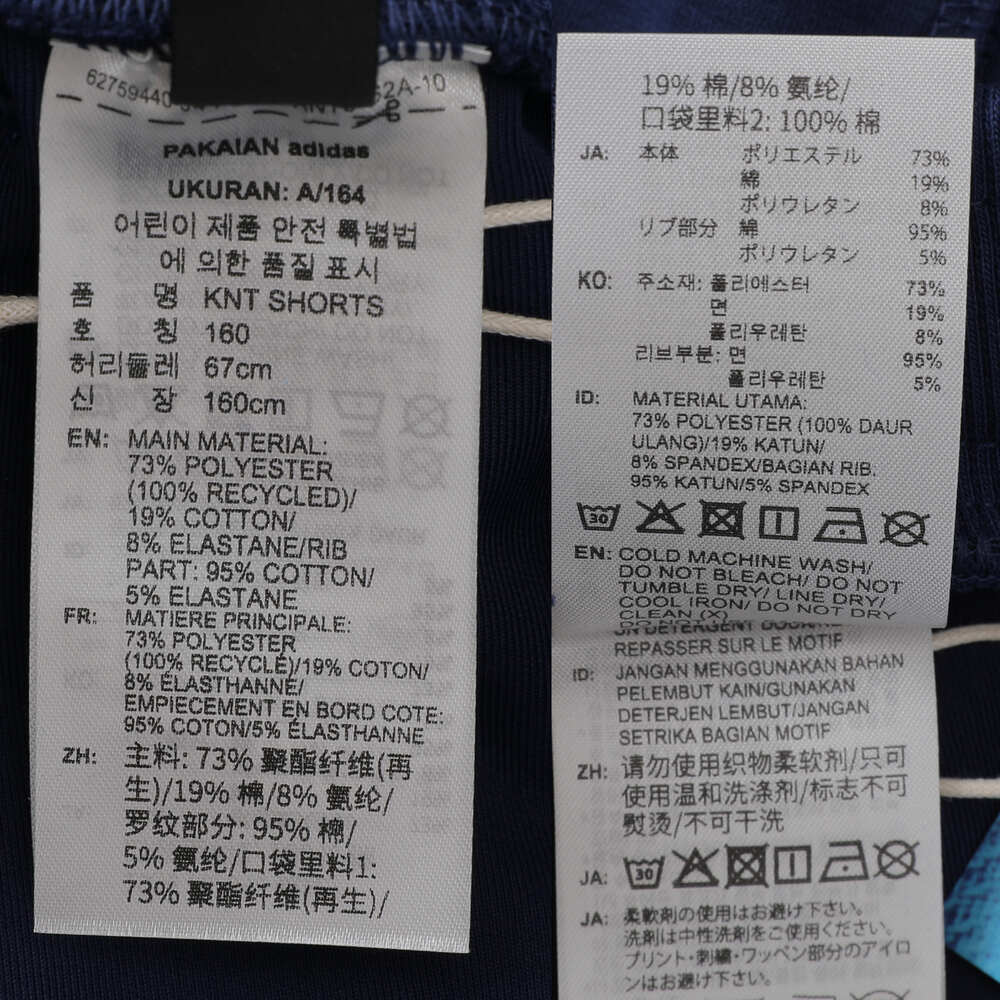 62759440
2A-10
PAKAIAN adidas
UKURAN: A/164
어린이 제품 안전 특별법
에 의한 품질 표시
품 명 KNT SHORTS
호 칭 160
허리둘레 67cm
신 장 160cm
EN: MAIN MATERIAL:
73% POLYESTER
(100% RECYCLED)/
19% COTTON/
8% ELASTANE/RIB
PART: 95% COTTON/
5% ELASTANE
FR: MATIERE PRINCIPALE:
73% POLYESTER
(100% RECYCLÉ)/19% COTON/
8% ÉLASTHANNE/
EMPIECEMENT EN BORD COTE:
95% COTON/5% ÉLASTHANNE
ZH: 主料: 73% 聚酯纤维(再
生)/19% 棉/8% 氨纶/
罗纹部分: 95% 棉/
5% 氨纶/口袋里料1:
73% 聚酯纤维(再生)/
19% 棉/8% 氨纶/
口袋里料2: 100% 棉
JA: 本体 ポリエステル 73%
綿 19%
ポリウレタン 8%
リブ部分 綿 95%
ポリウレタン 5%
KO: 주소재: 폴리에스터 73%
면 19%
폴리우레탄 8%
리브부분: 면 95%
폴리우레탄 5%
ID: MATERIAL UTAMA:
73% POLYESTER (100% DAUR
ULANG)/19% KATUN/
8% SPANDEX/BAGIAN RIB:
95% KATUN/5% SPANDEX
30
EN: COLD MACHINE WASH/
DO NOT BLEACH/ DO NOT
TUMBLE DRY/ LINE DRY/
COOL IRON/ DO NOT DRY
CLEAN (X)
UN DETERGENT
REPASSER SUR LE MOTIF
ID: JANGAN MENGGUNAKAN BAHAN
PELEMBUT KAIN/GUNAKAN
DETERJEN LEMBUT/JANGAN
SETRIKA BAGIAN MOTIF
ZH: 请勿使用织物柔软剂/只可
使用温和洗涤剂/标志不可
熨烫/不可干洗
JA: 30
JA: 柔軟剤の使用はお避け下さい。
洗剤は中性洗剤をご使用下さい。
プリント・刺繍・ワッペン部分のアイロ
ンはお避け下さい。